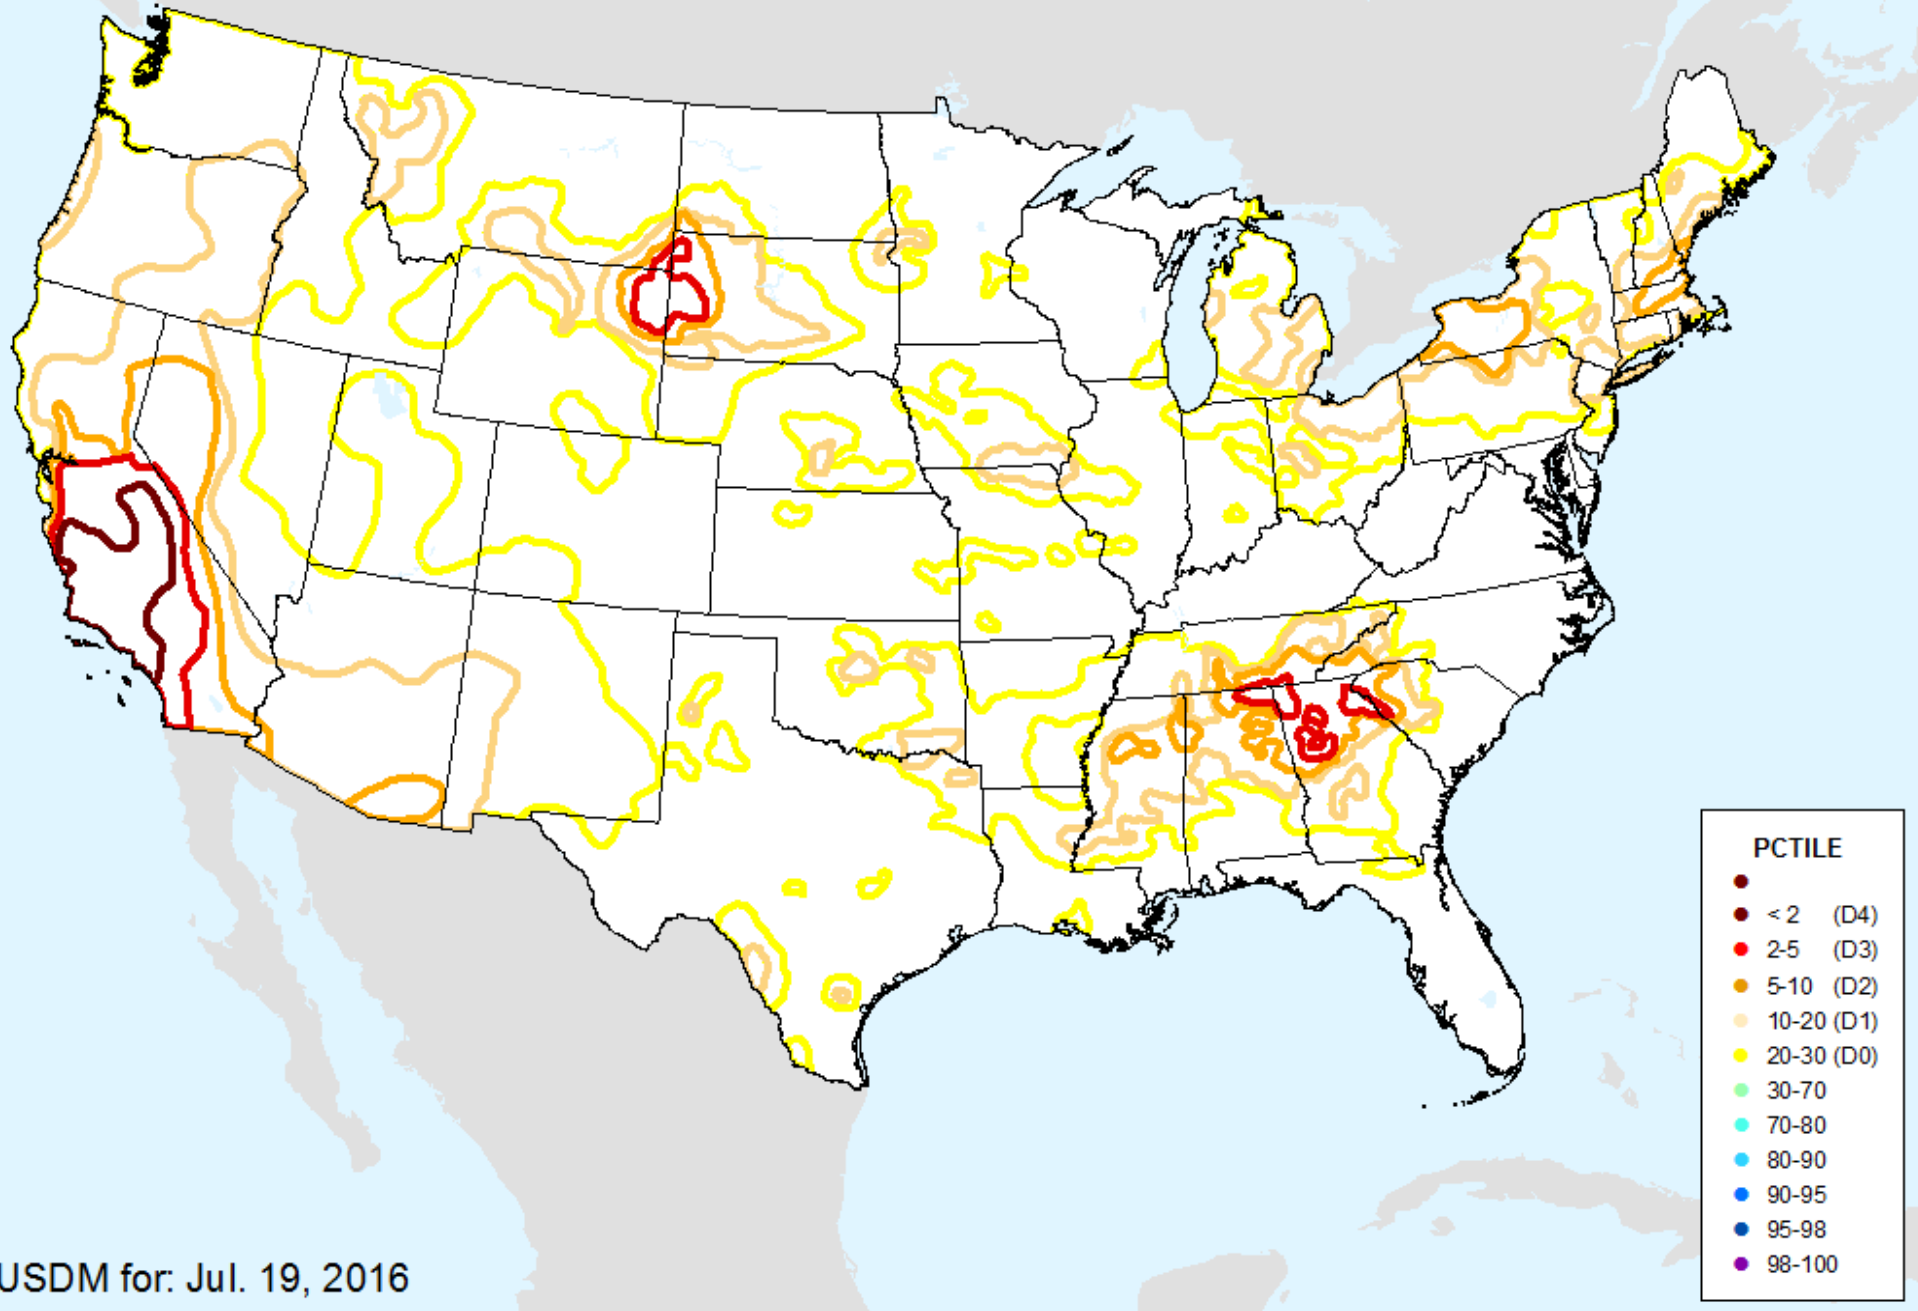 PCTILE
< 2 (D4)
2-5 (D3)
5-10 (D2)
10-20 (D1)
20-30 (D0)
30-70
70-80
80-90
90-95
95-98
98-100
USDM for: Jul. 19, 2016